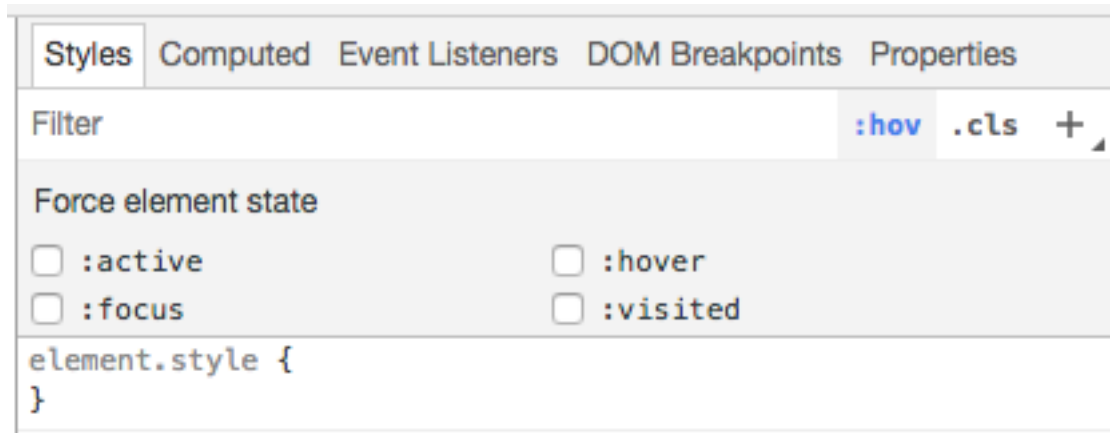 Styles Computed Event Listeners DOM Breakpoints Properties
Filter :hov .cls +
Force element state
:active :hover
:focus :visited
element.style {
}